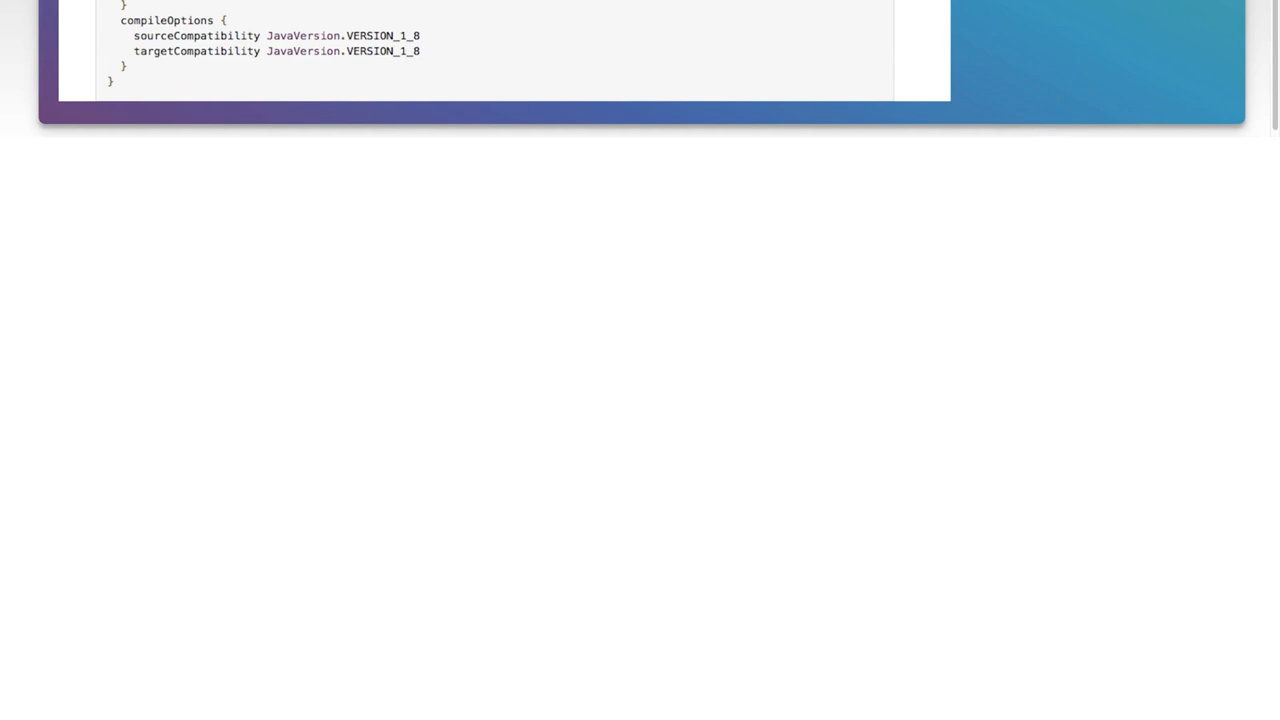 }
compileOptions {
sourceCompatibility JavaVersion.VERSION_1_8
targetCompatibility JavaVersion.VERSION_1_8
}
}